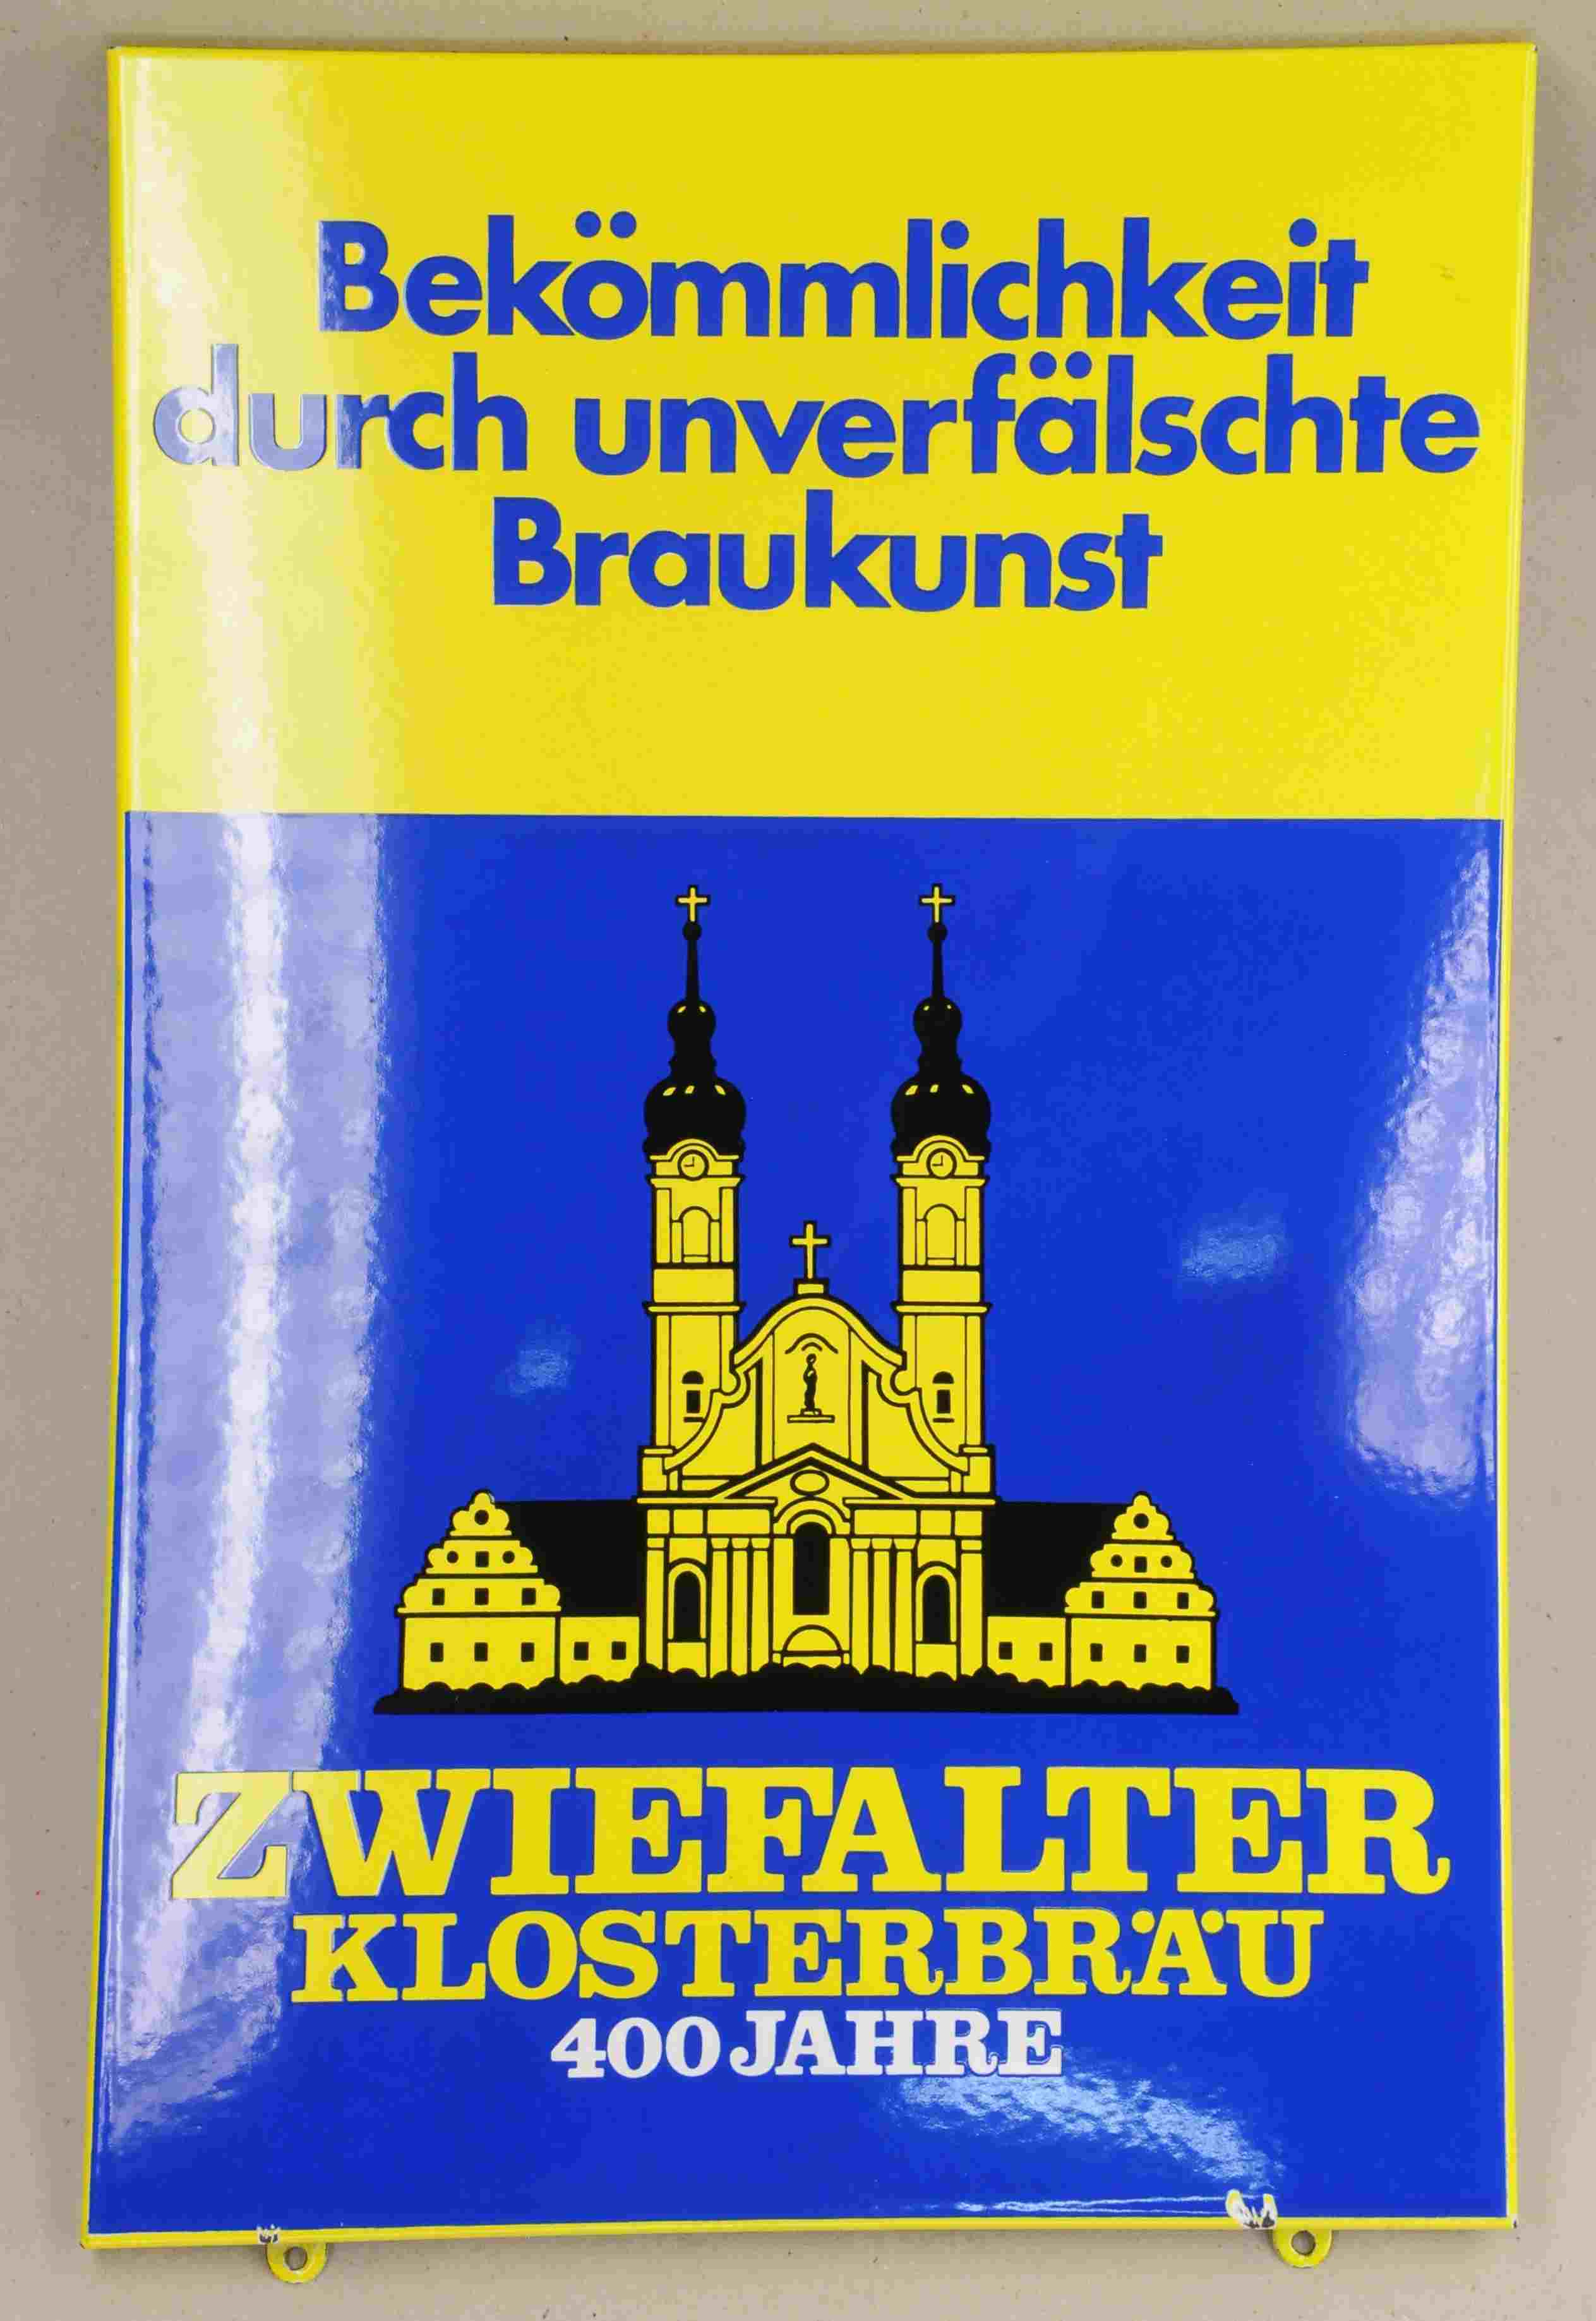 Bekömmlichkeit
durch unverfälschte
Braukunst
ZWIEFALTER
KLOSTERBRÄU
400 JAHRE